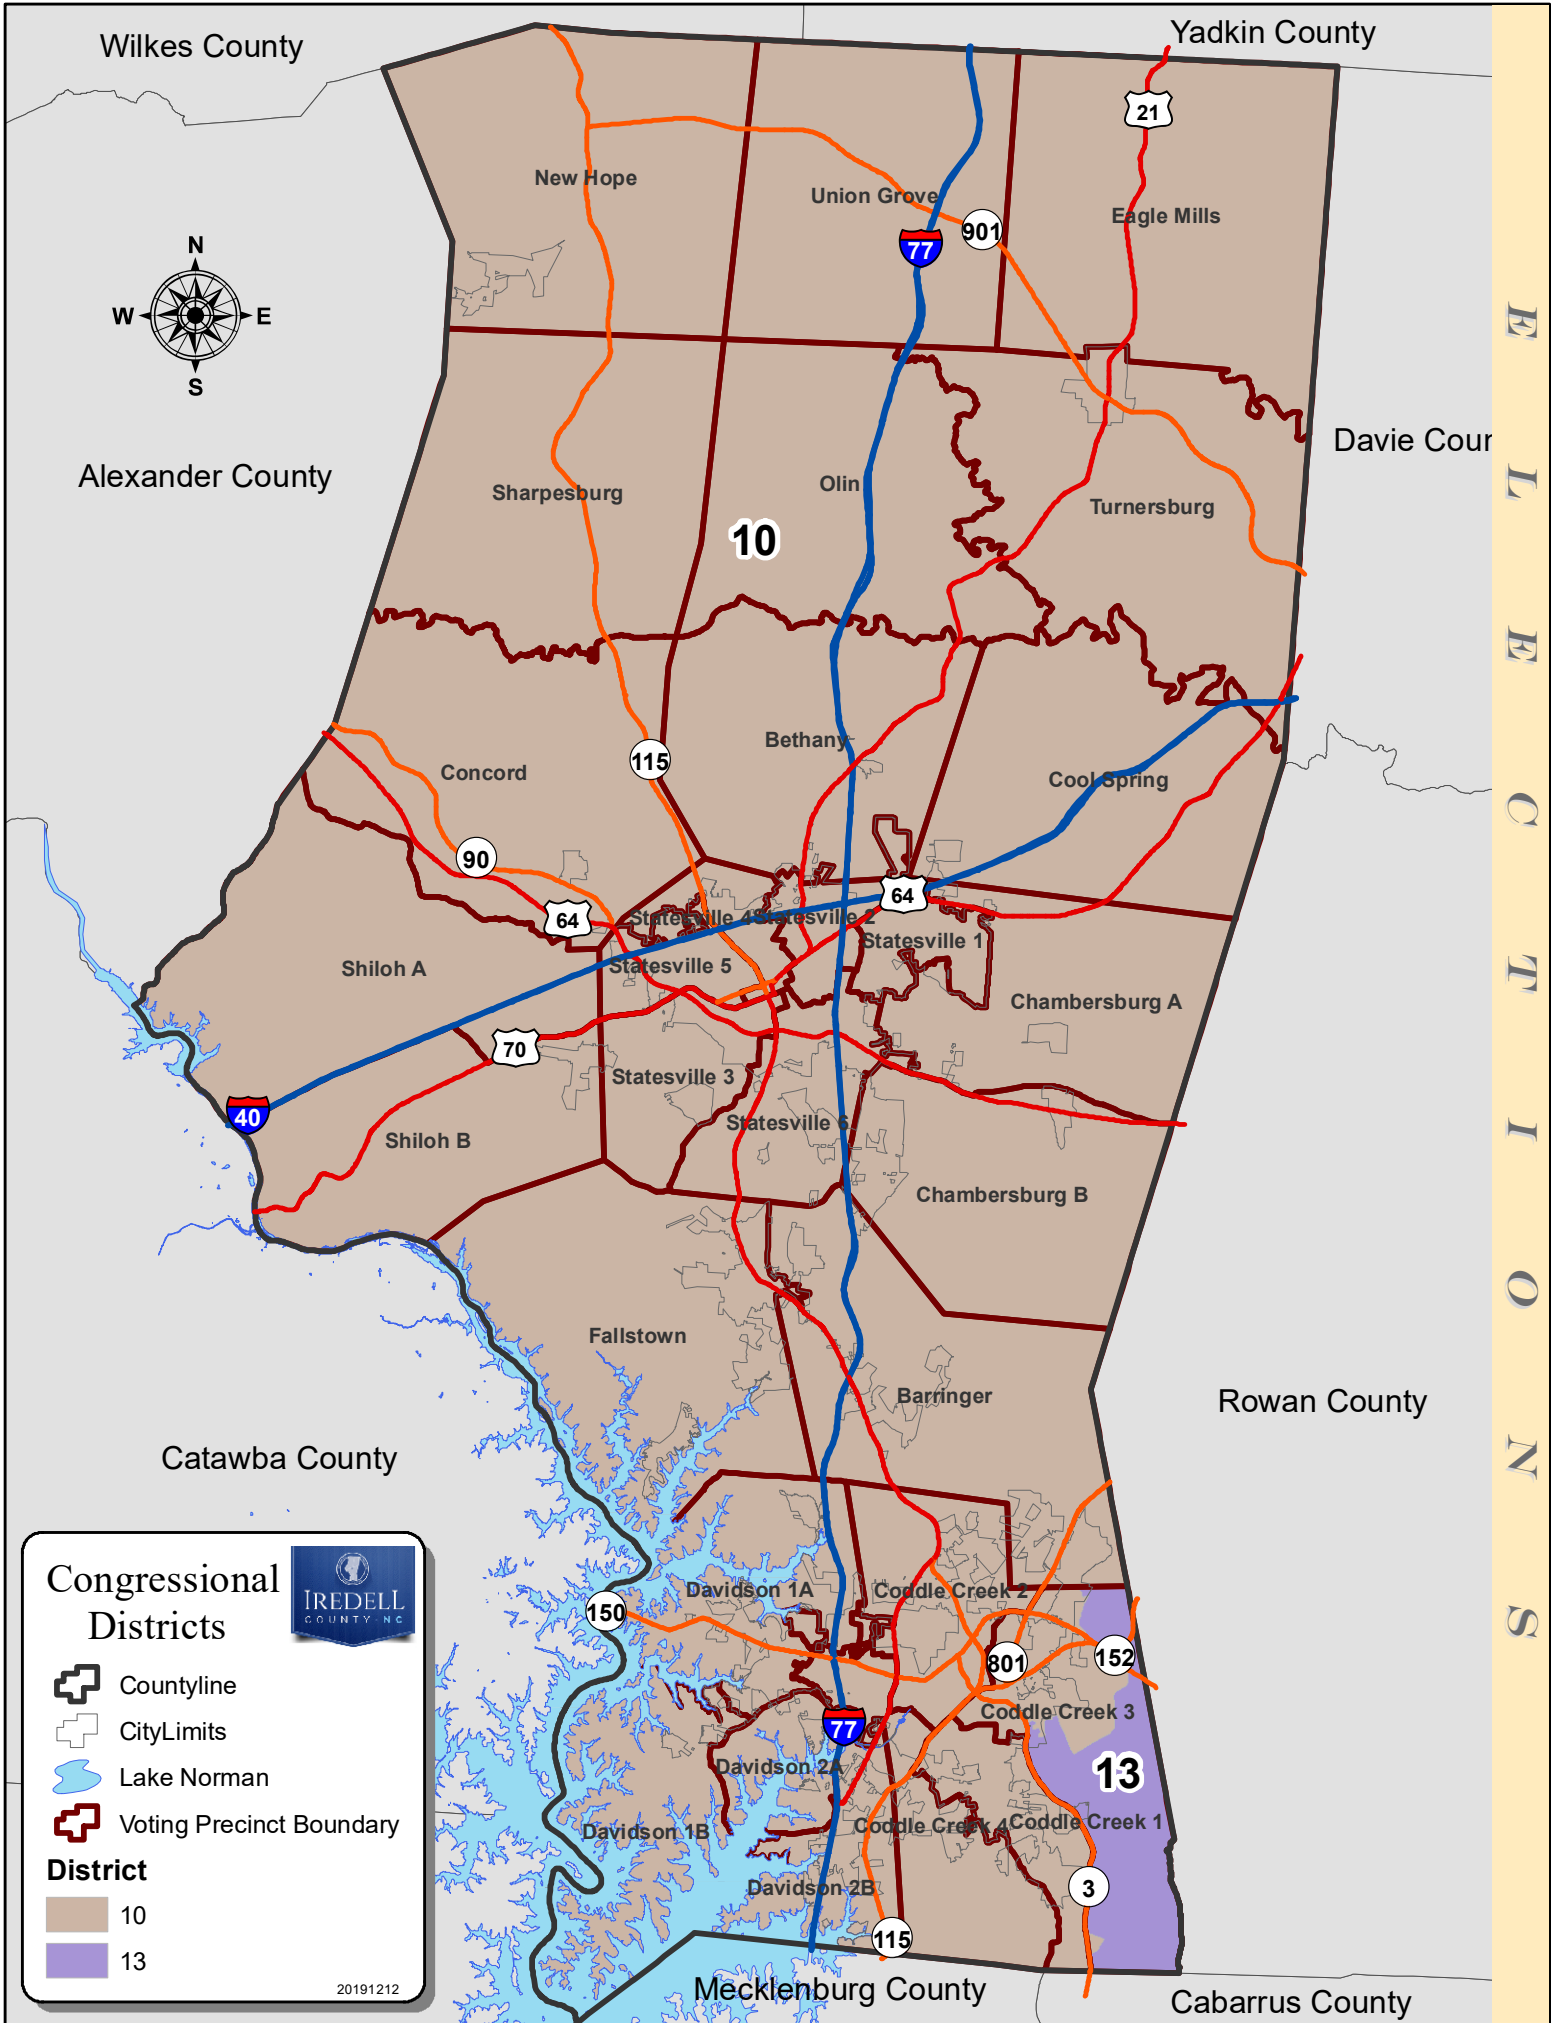 Wilkes County
Yadkin County
21
New Hope
Union Grove
Eagle Mills
901
77
N
W
E
S
Davie Coun
Alexander County
Sharpesburg
Olin
Turnersburg
10
Bethany
Concord
115
Cool Spring
90
64
64
Statesville 4
Statesville 2
Statesville 1
Statesville 5
Shiloh A
Chambersburg A
70
Statesville 3
40
Statesville 6
Shiloh B
Chambersburg B
Fallstown
Barringer
Rowan County
Catawba County
Davidson 1A
Coddle Creek 2
150
801
152
Coddle Creek 3
77
Davidson 2A
13
Davidson 1B
Coddle Creek 4
Coddle Creek 1
Davidson 2B
3
115
Mecklenburg County
Cabarrus County
Congressional
Districts
IREDELL
COUNTY NC
Countyline
CityLimits
Lake Norman
Voting Precinct Boundary
District
10
13
20191212
ELECTIONS